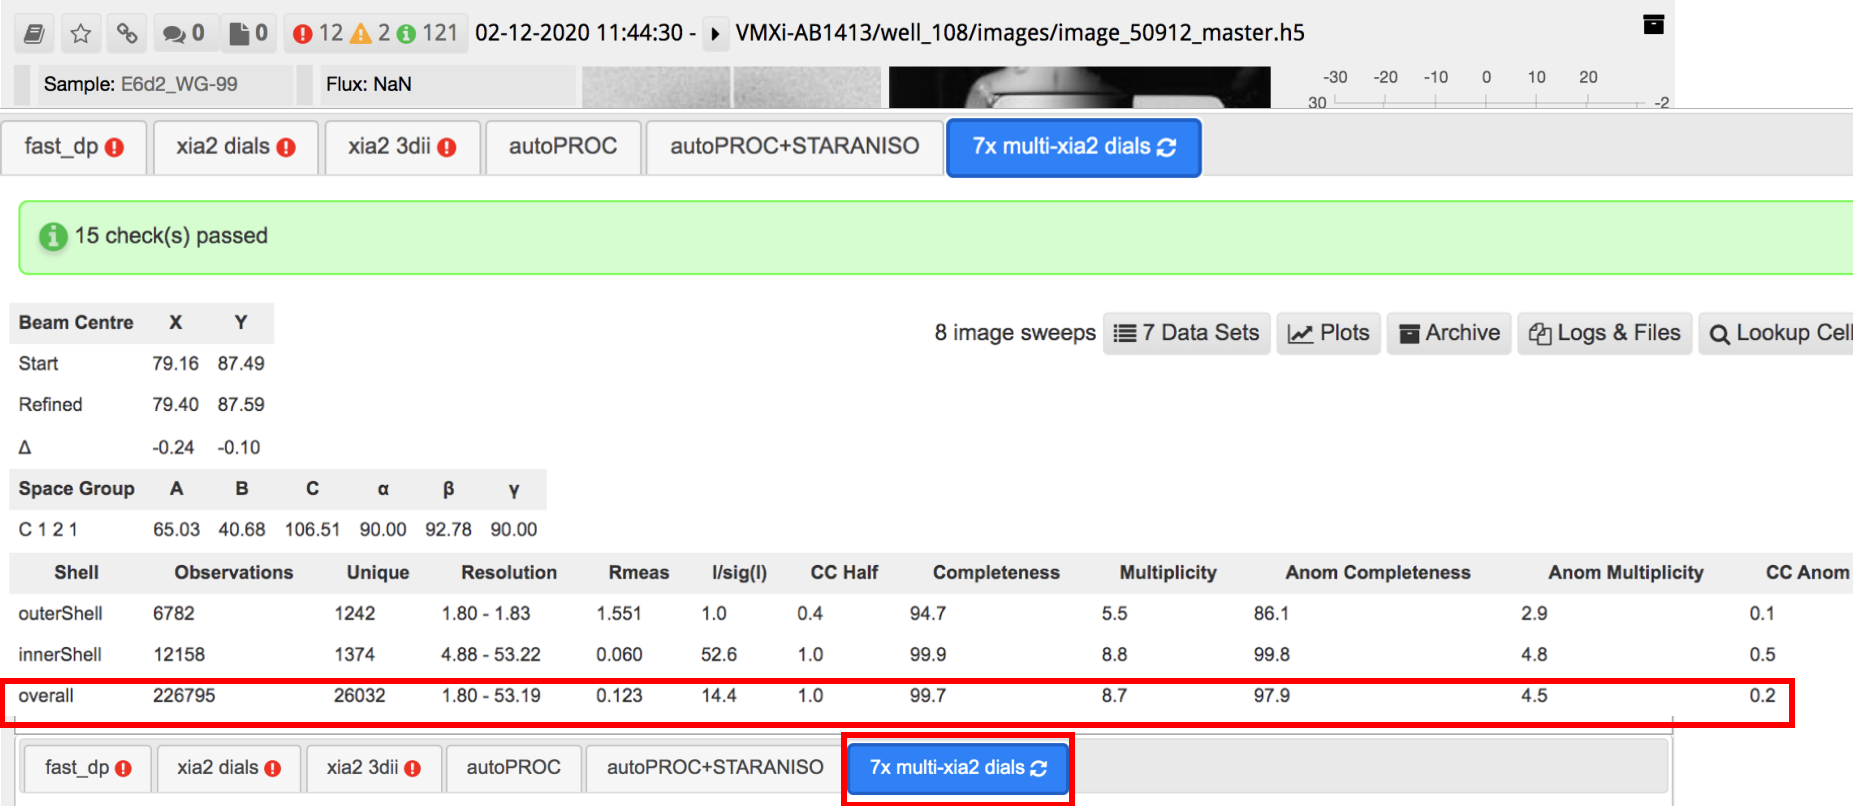 0 0 12 2 121 02-12-2020 11:44:30 - VMXi-AB1413/well_108/images/image_50912_master.h5
Sample: E6d2_WG-99 Flux: NaN
-30 -20 -10 0 10 20
30 -2
fast_dp xia2 dials xia2 3dii autoPROC autoPROC+STARANISO 7x multi-xia2 dials
15 check(s) passed
8 image sweeps 7 Data Sets Plots Archive Logs & Files Lookup Cell
Beam Centre X Y
Start 79.16 87.49
Refined 79.40 87.59
Δ -0.24 -0.10
Space Group A B C α β γ
C 1 2 1 65.03 40.68 106.51 90.00 92.78 90.00
Shell Observations Unique Resolution Rmeas I/sig(I) CC Half Completeness Multiplicity Anom Completeness Anom Multiplicity CC Anom
outerShell 6782 1242 1.80 - 1.83 1.551 1.0 0.4 94.7 5.5 86.1 2.9 0.1
innerShell 12158 1374 4.88 - 53.22 0.060 52.6 1.0 99.9 8.8 99.8 4.8 0.5
overall 226795 26032 1.80 - 53.19 0.123 14.4 1.0 99.7 8.7 97.9 4.5 0.2
fast_dp xia2 dials xia2 3dii autoPROC autoPROC+STARANISO 7x multi-xia2 dials